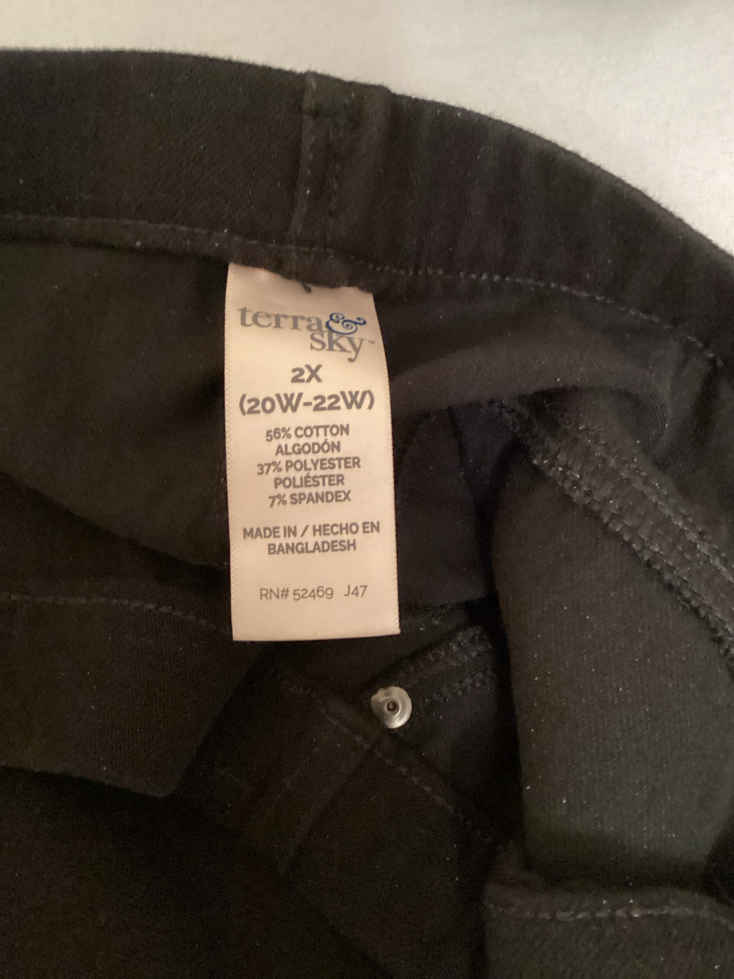 terra&
sky™
2X
(20W-22W)
56% COTTON
ALGODÓN
37% POLYESTER
POLIÉSTER
7% SPANDEX
MADE IN / HECHO EN
BANGLADESH
RN# 52469 J47